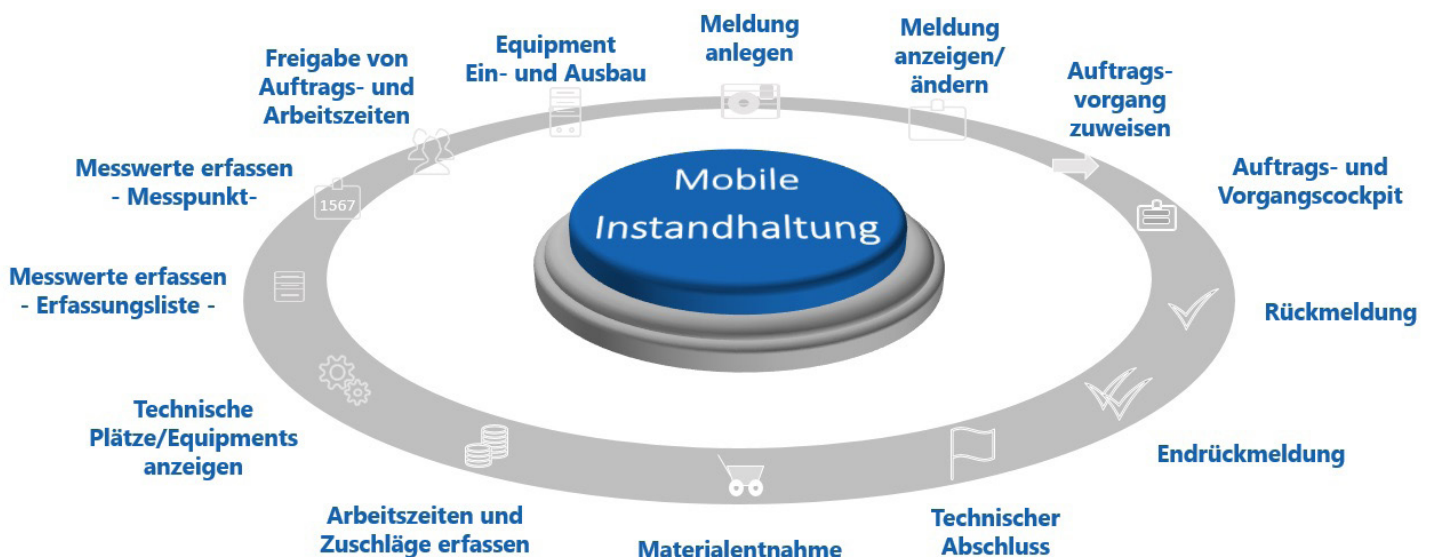 Meldung
anlegen
Meldung
anzeigen/
ändern
Auftrags-
vorgang
zuweisen
Auftrags- und
Vorgangscockpit
Rückmeldung
Endrückmeldung
Technischer
Abschluss
Materialentnahme
Arbeitszeiten und
Zuschläge erfassen
Technische
Plätze/Equipments
anzeigen
Messwerte erfassen
- Erfassungsliste -
Messwerte erfassen
- Messpunkt-
1567
Freigabe von
Auftrags- und
Arbeitszeiten
Equipment
Ein- und Ausbau
Mobile
Instandhaltung